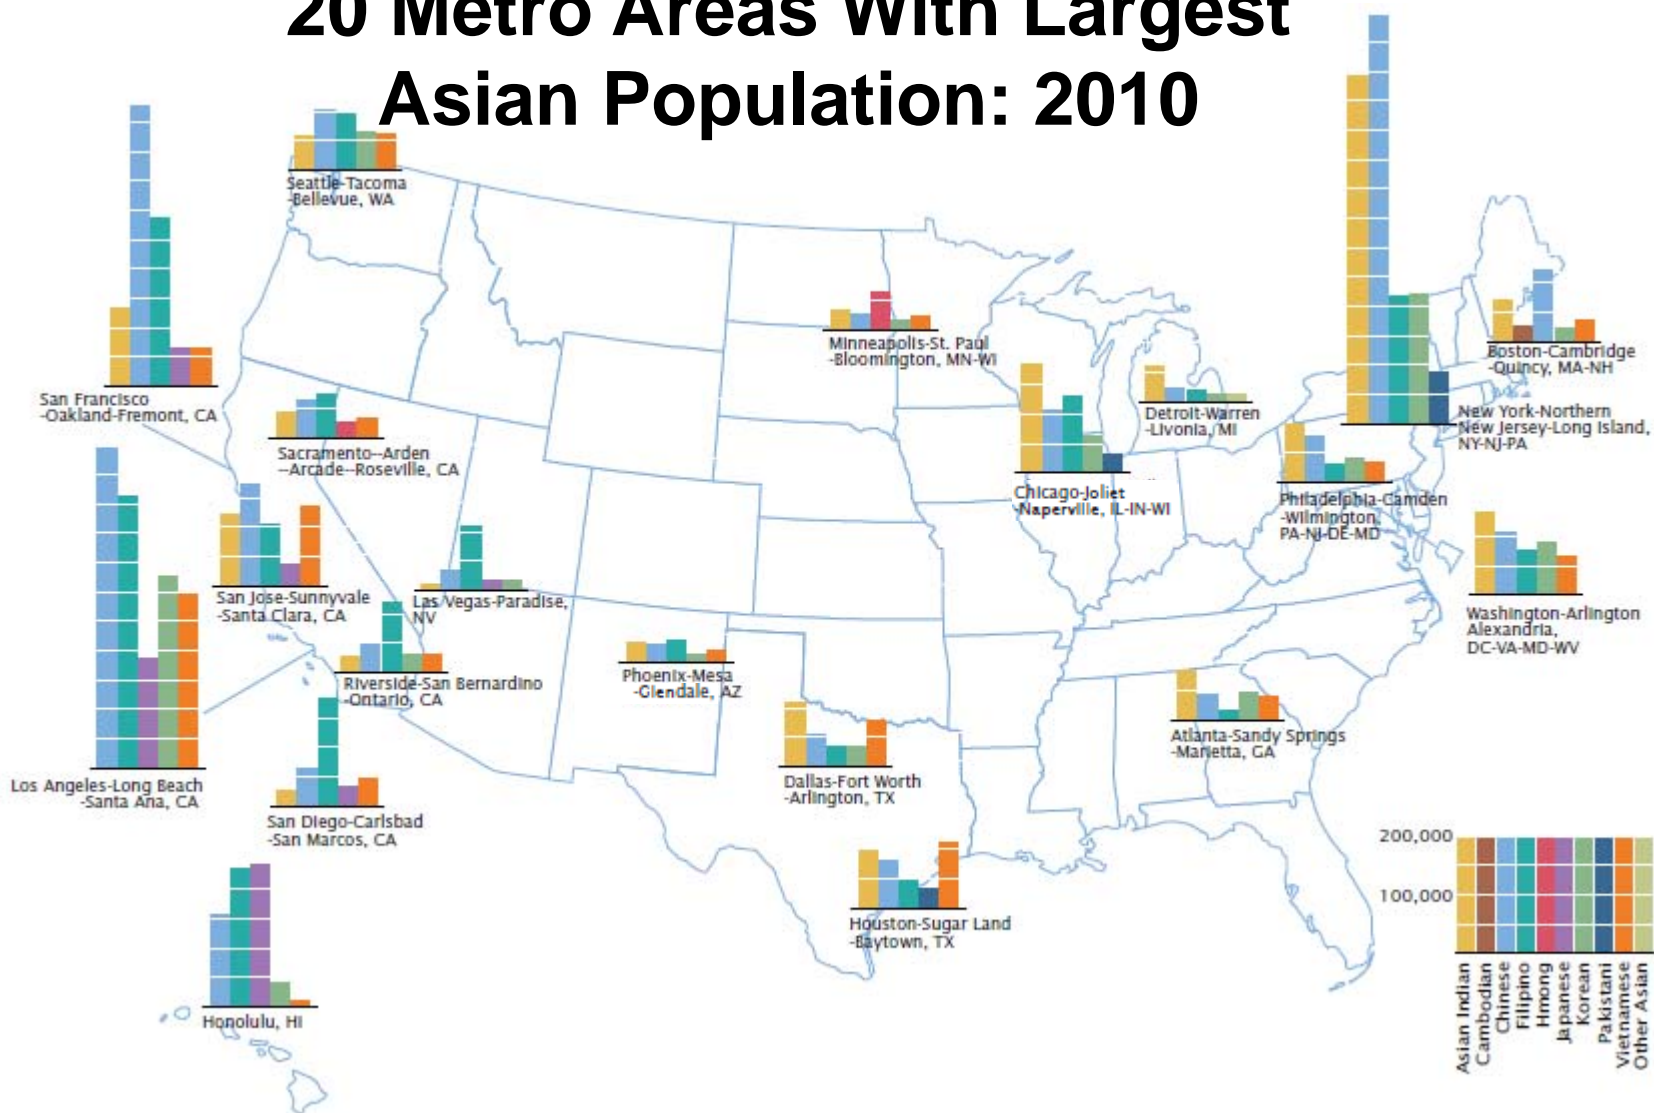 20 Metro Areas With Largest
Asian Population: 2010
Seattle-Tacoma
-Bellevue, WA
San Francisco
-Oakland-Fremont, CA
Sacramento--Arden
--Arcade--Roseville, CA
Minneapolis-St. Paul
-Bloomington, MN-WI
Boston-Cambridge
-Quincy, MA-NH
Detroit-Warren
-Livonia, MI
New York-Northern
New Jersey-Long Island,
NY-NJ-PA
Chicago-Joliet
-Naperville, IL-IN-WI
Philadelphia-Camden
-Wilmington,
PA-NJ-DE-MD
San Jose-Sunnyvale
-Santa Clara, CA
Las Vegas-Paradise,
NV
Washington-Arlington
Alexandria,
DC-VA-MD-WV
Riverside-San Bernardino
-Ontario, CA
Phoenix-Mesa
-Glendale, AZ
Atlanta-Sandy Springs
-Marietta, GA
Los Angeles-Long Beach
-Santa Ana, CA
Dallas-Fort Worth
-Arlington, TX
San Diego-Carlsbad
-San Marcos, CA
Houston-Sugar Land
-Baytown, TX
Honolulu, HI
200,000
100,000
Asian Indian
Cambodian
Chinese
Filipino
Hmong
Japanese
Korean
Pakistani
Vietnamese
Other Asian